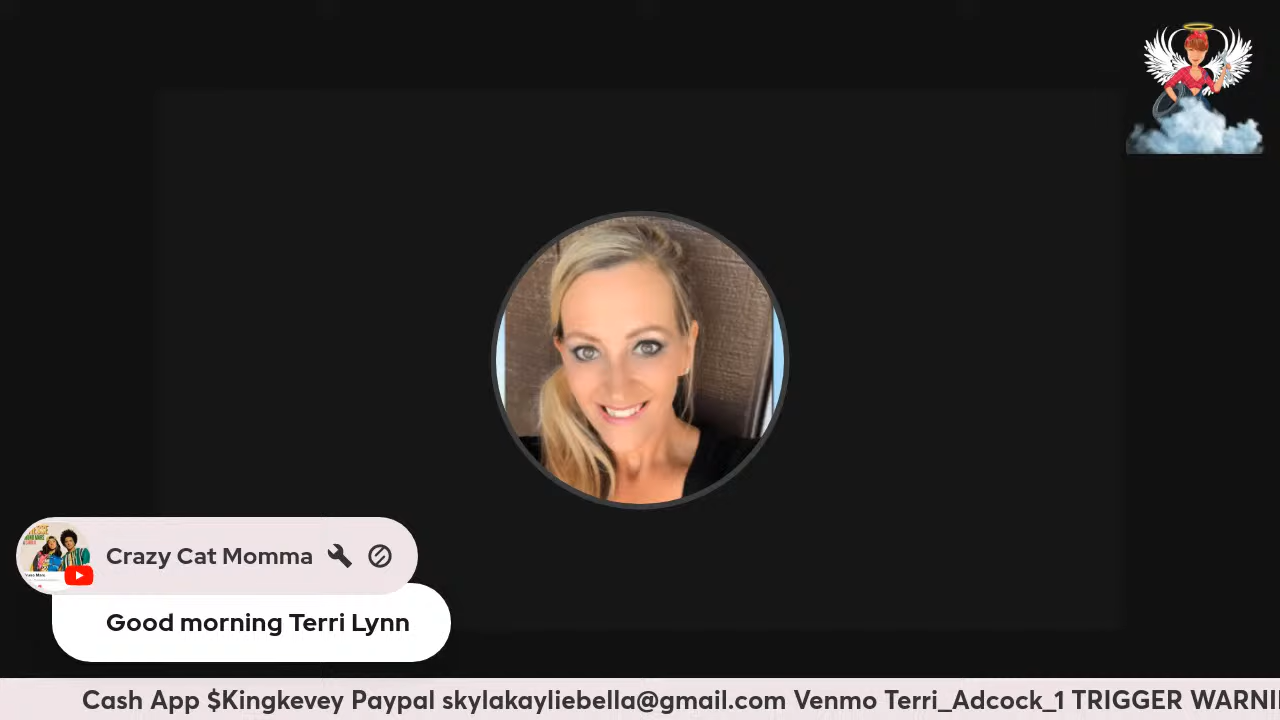 Crazy Cat Momma
Good morning Terri Lynn
Cash App $Kingkevey Paypal skylakayliebella@gmail.com Venmo Terri_Adcock_1 TRIGGER WARNI